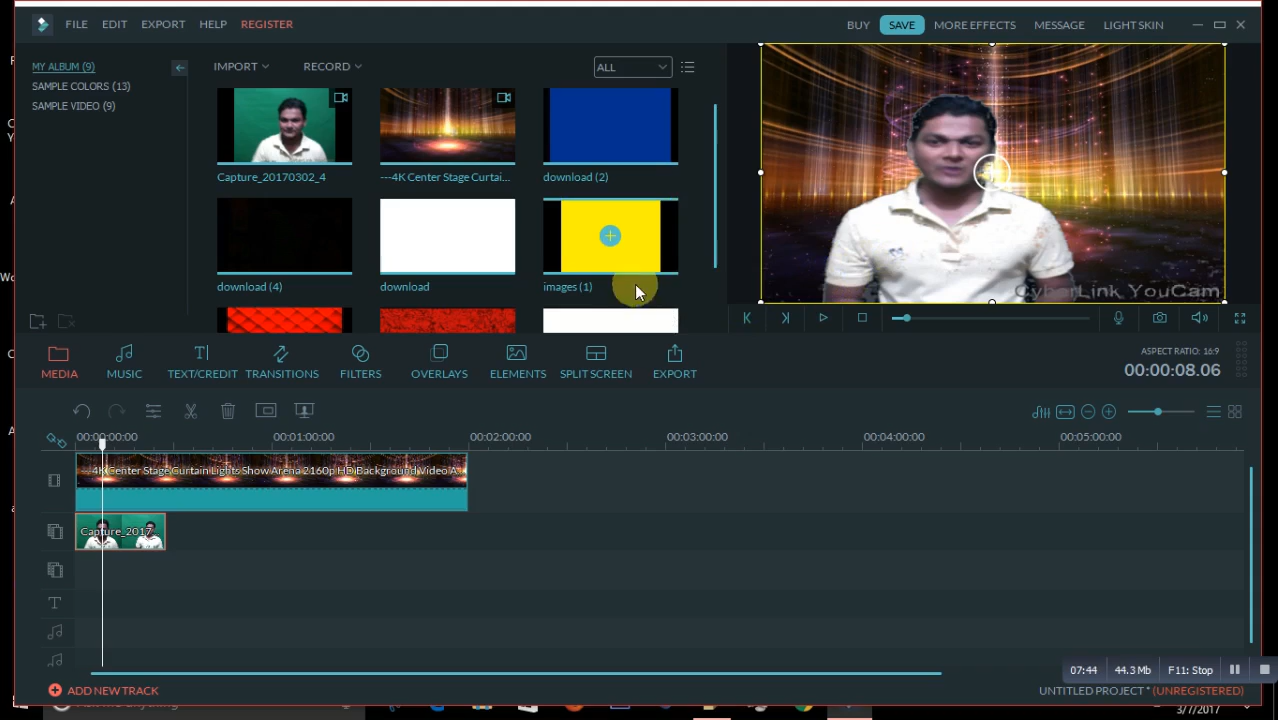 FILE EDIT EXPORT HELP REGISTER BUY SAVE MORE EFFECTS MESSAGE LIGHT SKIN
MY ALBUM (9)
SAMPLE COLORS (13)
SAMPLE VIDEO (9)
IMPORT RECORD ALL
Capture_20170302_4 ---4K Center Stage Curtai... download (2)
download (4) download images (1)
CyberLink YouCam
MEDIA MUSIC TEXT/CREDIT TRANSITIONS FILTERS OVERLAYS ELEMENTS SPLIT SCREEN EXPORT
ASPECT RATIO: 16:9
00:00:08.06
00:00:00:00 00:01:00:00 00:02:00:00 00:03:00:00 00:04:00:00 00:05:00:00
---4K Center Stage Curtain Lights Show Arena 2160p HD Background Video A...
Capture_2017...
07:44 44.3 Mb F11: Stop
ADD NEW TRACK
UNTITLED PROJECT * (UNREGISTERED)
3/7/2017